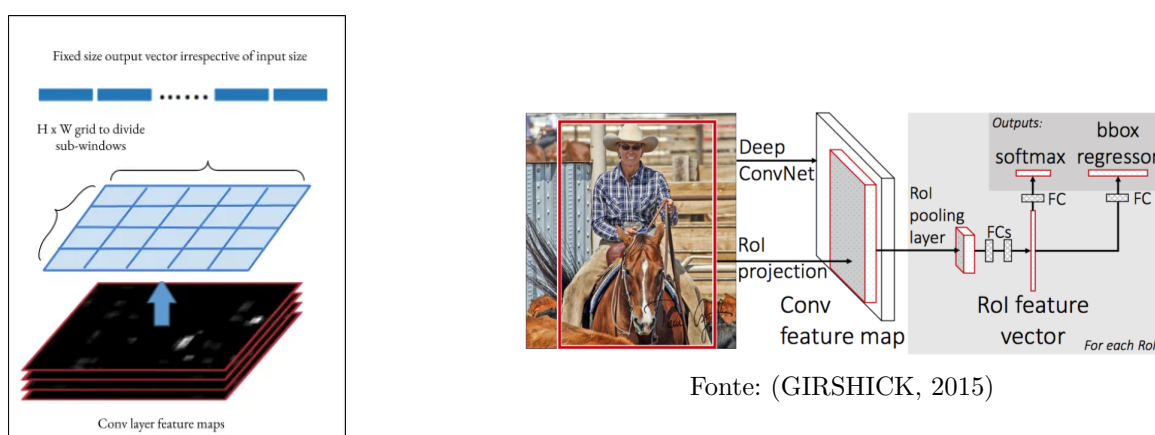 Fixed size output vector irrespective of input size
H x W grid to divide
sub-windows
Conv layer feature maps
Deep
ConvNet
RoI
projection
Conv
feature map
RoI
pooling
layer
FCs
Outputs:
softmax
bbox
regressor
FC
FC
RoI feature
vector
For each RoI
Fonte: (GIRSHICK, 2015)